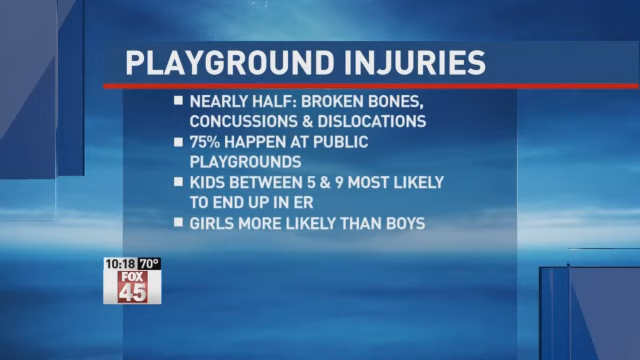 PLAYGROUND INJURIES
■ NEARLY HALF: BROKEN BONES,
CONCUSSIONS & DISLOCATIONS
■ 75% HAPPEN AT PUBLIC
PLAYGROUNDS
■ KIDS BETWEEN 5 & 9 MOST LIKELY
TO END UP IN ER
■ GIRLS MORE LIKELY THAN BOYS
10:18 70°
FOX
45